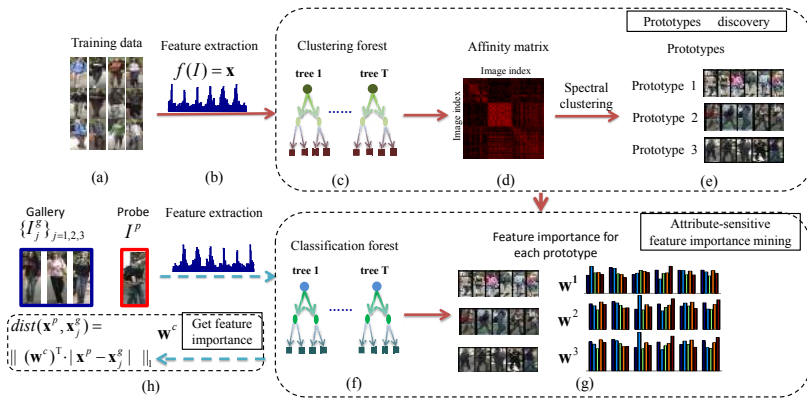 Prototypes discovery
Training data
Feature extraction
f(I) = x
Clustering forest
tree 1
tree T
Affinity matrix
Image index
Image index
Spectral clustering
Prototypes
Prototype 1
Prototype 2
Prototype 3
(a)
(b)
(c)
(d)
(e)
Gallery
{I_j^g}_{j=1,2,3}
Probe
I^p
Feature extraction
Classification forest
tree 1
tree T
Feature importance for
each prototype
Attribute-sensitive
feature importance mining
w^1
w^2
w^3
dist(x^p, x_j^g) =
|| (w^c)^T · | x^p − x_j^g | ||_1
w^c
Get feature
importance
(h)
(f)
(g)